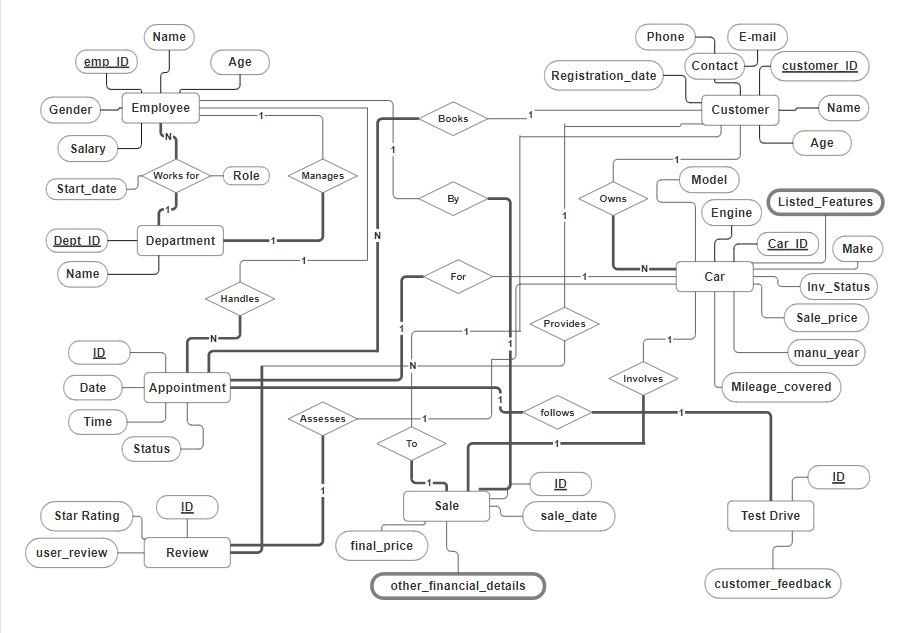 Name
Phone
E-mail
emp_ID
Age
Contact
customer_ID
Registration_date
Gender
Employee
Customer
Name
1
1
Books
1
N
Salary
1
Age
1
Start_date
Works for
Role
Manages
Model
By
Owns
Listed_Features
1
1
Engine
Dept_ID
Department
1
N
Car_ID
Make
Name
1
N
For
1
Car
Inv_Status
Handles
1
1
1
Provides
Sale_price
N
1
1
ID
N
manu_year
Date
Appointment
Involves
Mileage_covered
1
Time
Assesses
1
follows
1
Status
To
1
1
1
ID
ID
Sale
Star Rating
ID
sale_date
Test Drive
user_review
Review
final_price
other_financial_details
customer_feedback